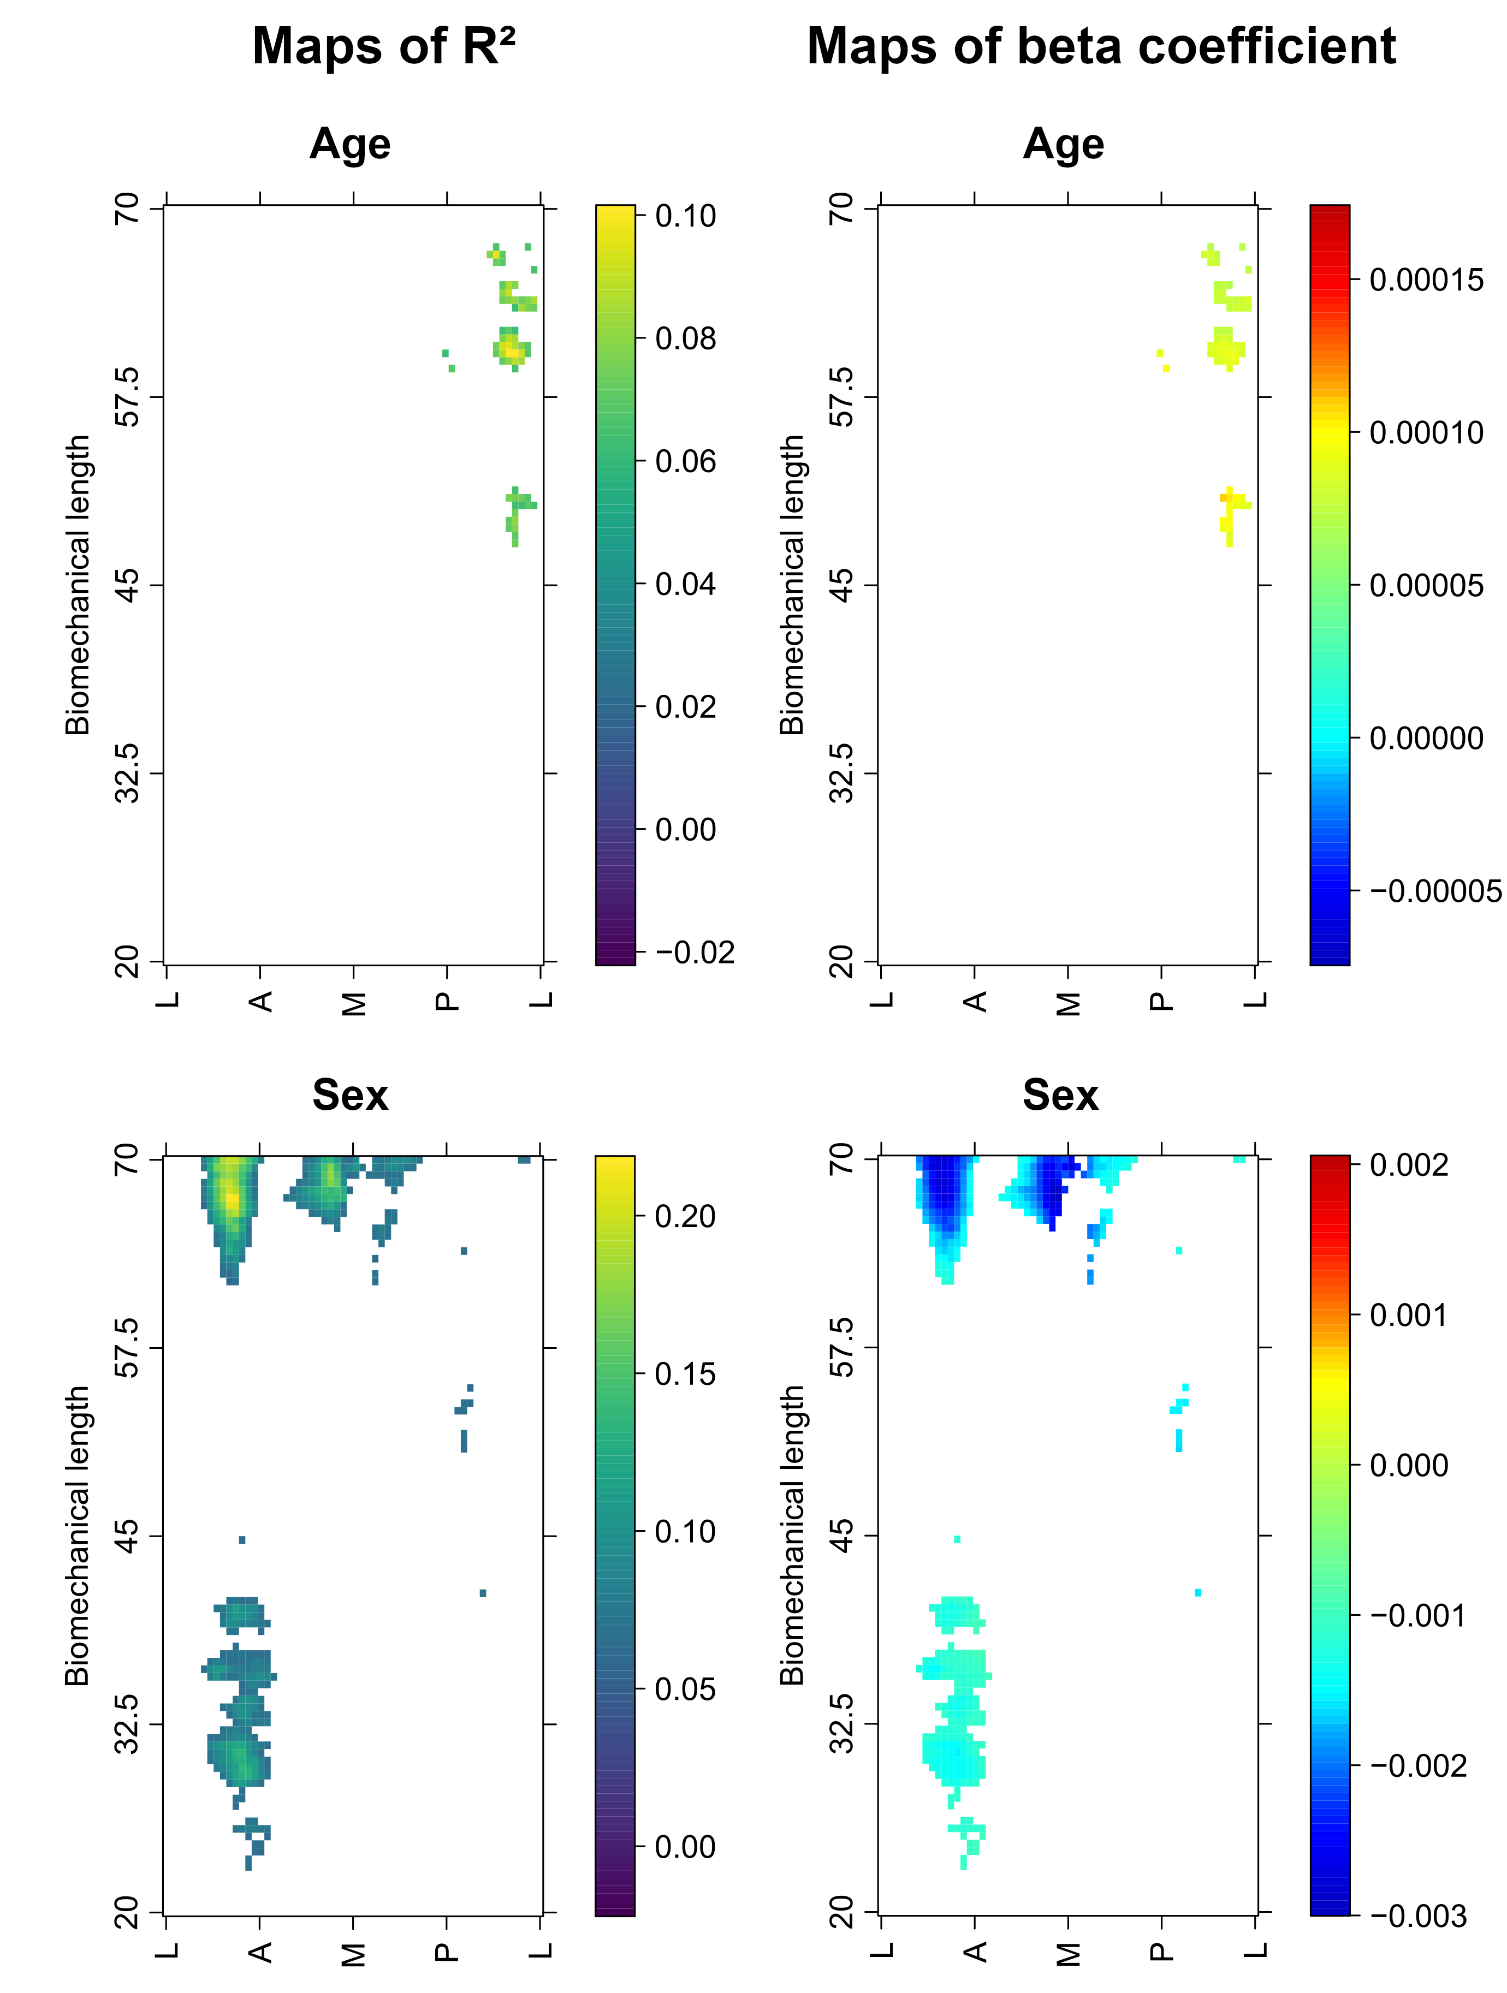 Maps of R²
Maps of beta coefficient
Age
Biomechanical length
70
57.5
45
32.5
20
L
A
M
P
L
0.10
0.08
0.06
0.04
0.02
0.00
−0.02
Age
Biomechanical length
70
57.5
45
32.5
20
L
A
M
P
L
0.00015
0.00010
0.00005
0.00000
−0.00005
Sex
Biomechanical length
70
57.5
45
32.5
20
L
A
M
P
L
0.20
0.15
0.10
0.05
0.00
Sex
Biomechanical length
70
57.5
45
32.5
20
L
A
M
P
L
0.002
0.001
0.000
−0.001
−0.002
−0.003